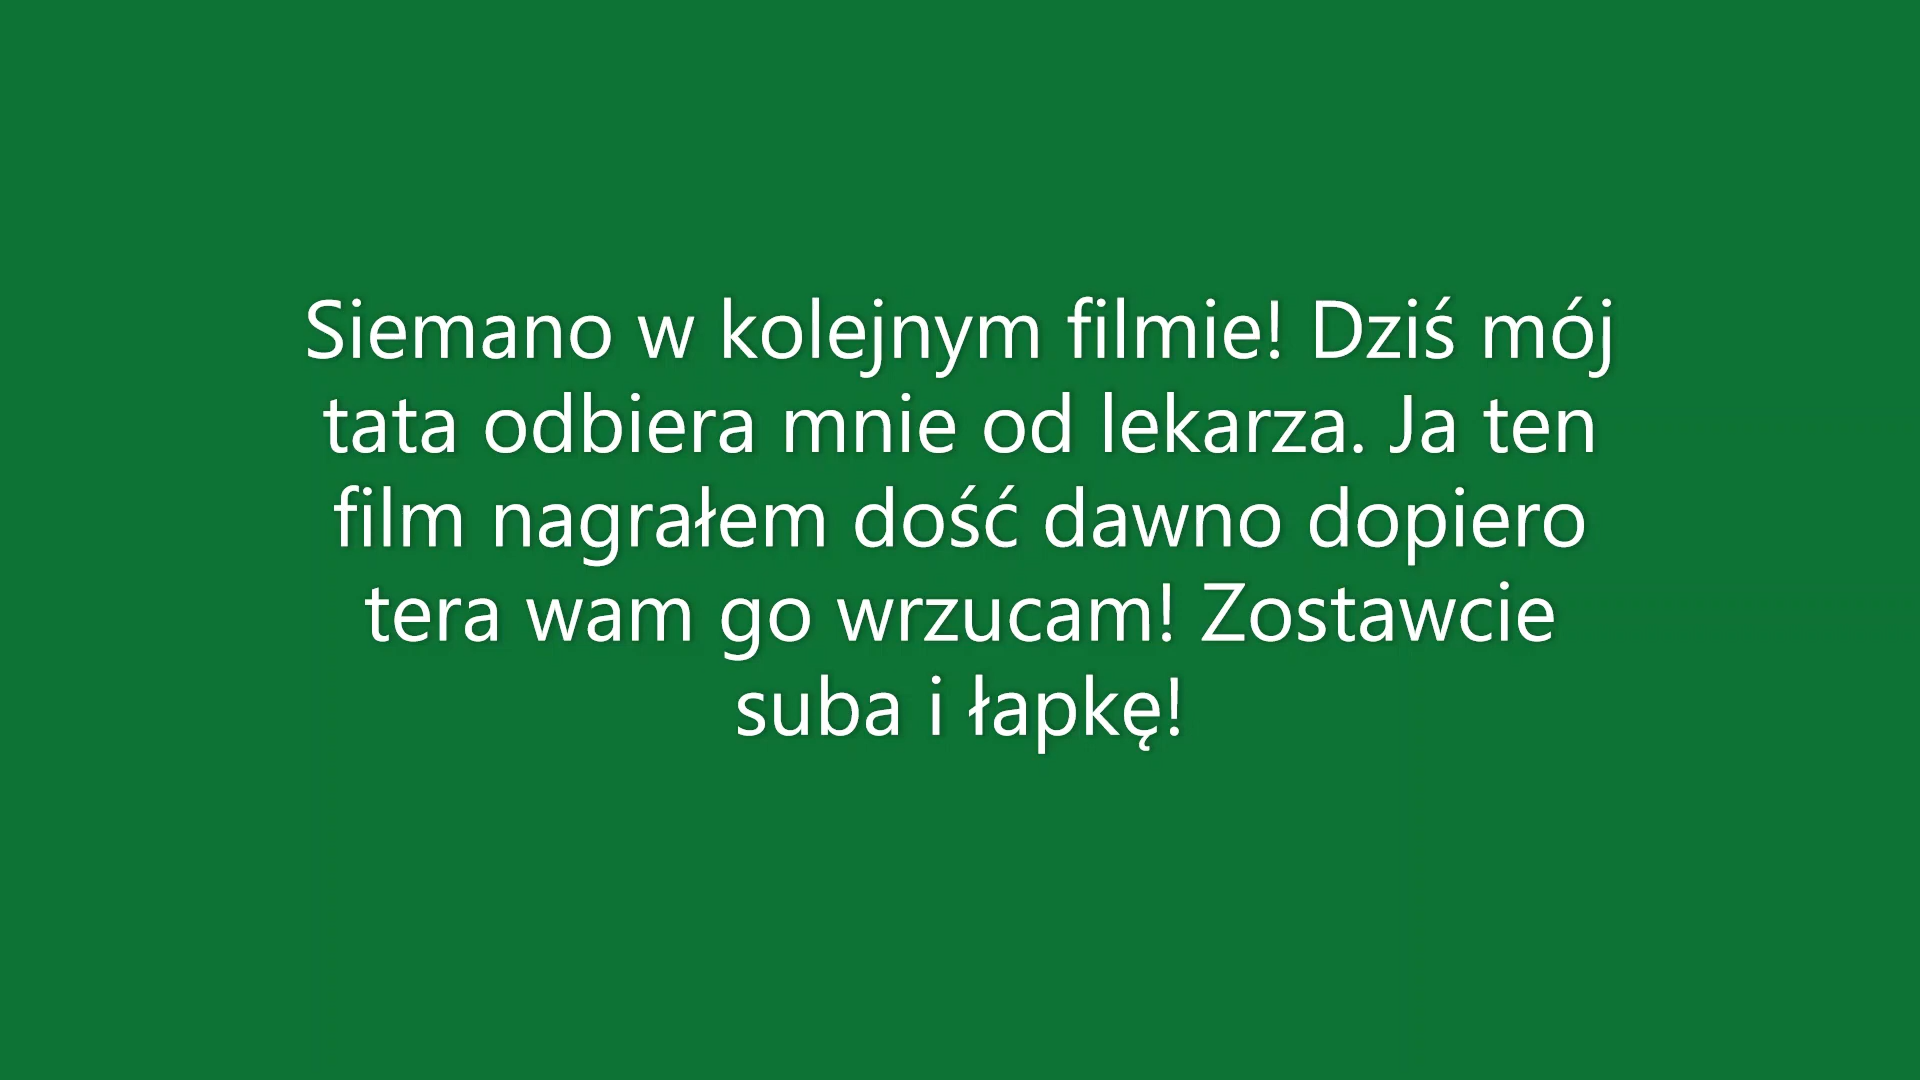 Siemano w kolejnym filmie! Dziś mój
tata odbiera mnie od lekarza. Ja ten
film nagrałem dość dawno dopiero
tera wam go wrzucam! Zostawcie
suba i łapkę!